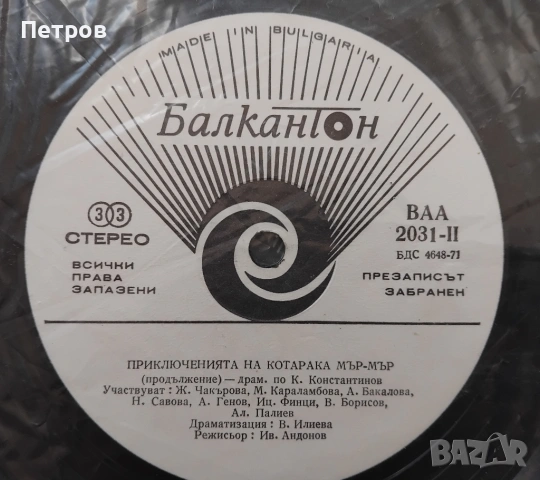 Петров
MADE IN BULGARIA
Балкантон
33
СТЕРЕО
ВСИЧКИ
ПРАВА
ЗАПАЗЕНИ
ВАА
2031-II
БДС 4648-71
ПРЕЗАПИСЪТ
ЗАБРАНЕН
ПРИКЛЮЧЕНИЯТА НА КОТАРАКА МЪР-МЪР
(продължение) — драм. по К. Константинов
Участвуват : Ж. Чакърова, М. Караламбова, А. Бакалова,
Н. Савова, А. Генов, Иц. Финци, В. Борисов,
Ал. Палиев
Драматизация : В. Илиева
Режисьор : Ив. Андонов
BAZAR